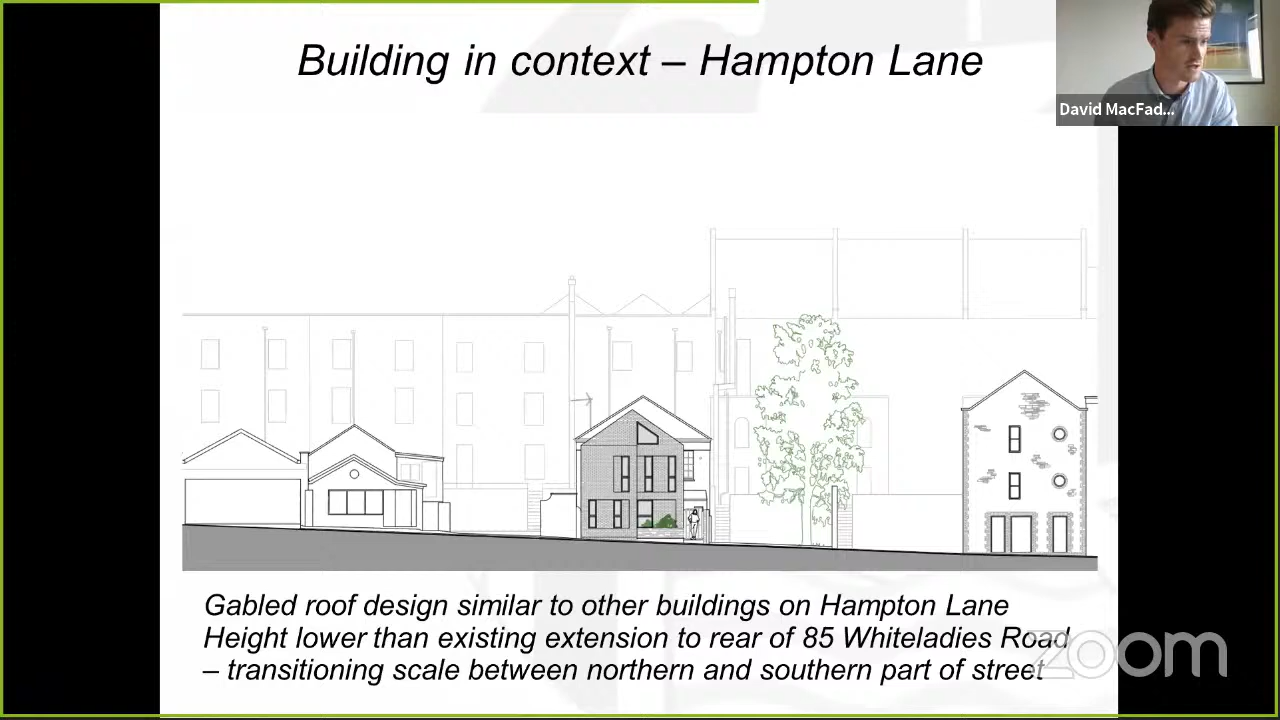 Building in context – Hampton Lane
David MacFad...
Gabled roof design similar to other buildings on Hampton Lane
Height lower than existing extension to rear of 85 Whiteladies Road
– transitioning scale between northern and southern part of street
zoom